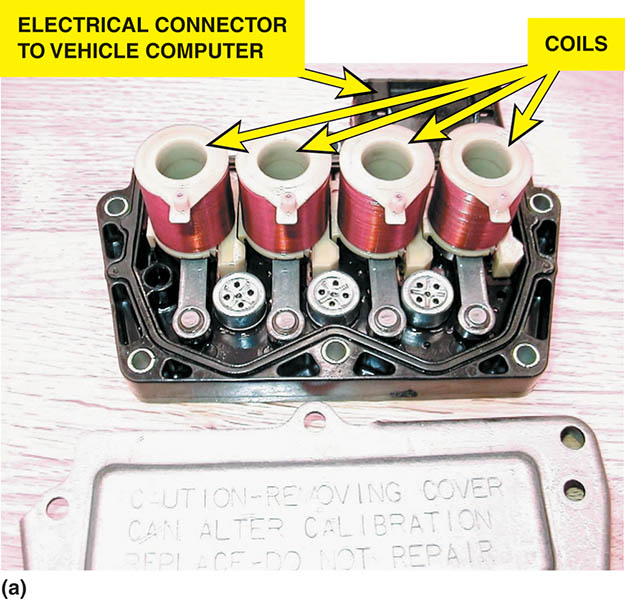 ELECTRICAL CONNECTOR
TO VEHICLE COMPUTER
COILS
CAUTION-REMOVING COVER
CAN ALTER CALIBRATION
REPLACE-DO NOT REPAIR
(a)